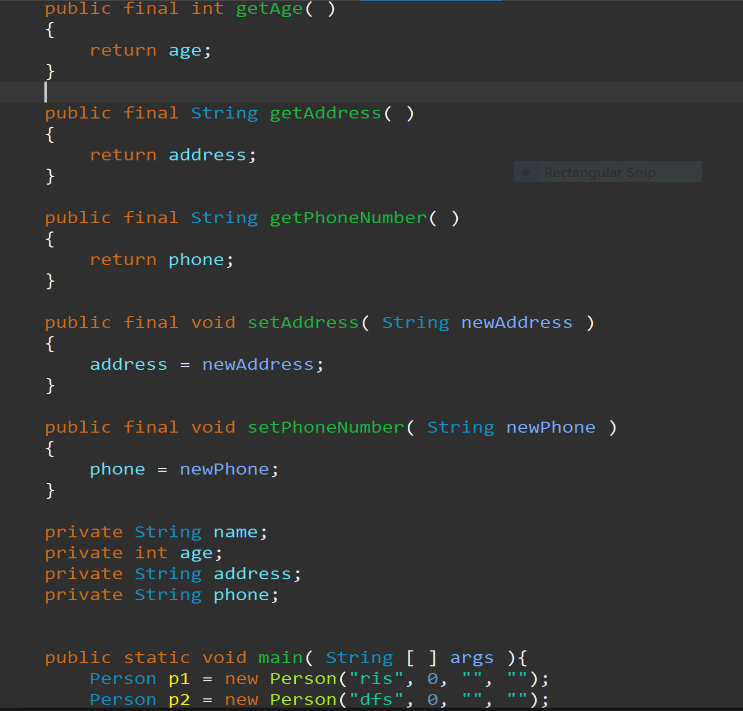 public final int getAge( )
{
    return age;
}
public final String getAddress( )
{
    return address;
}
Rectangular Snip
public final String getPhoneNumber( )
{
    return phone;
}
public final void setAddress( String newAddress )
{
    address = newAddress;
}
public final void setPhoneNumber( String newPhone )
{
    phone = newPhone;
}
private String name;
private int age;
private String address;
private String phone;
public static void main( String [ ] args ){
    Person p1 = new Person("ris", 0, "", "");
    Person p2 = new Person("dfs", 0, "", "");